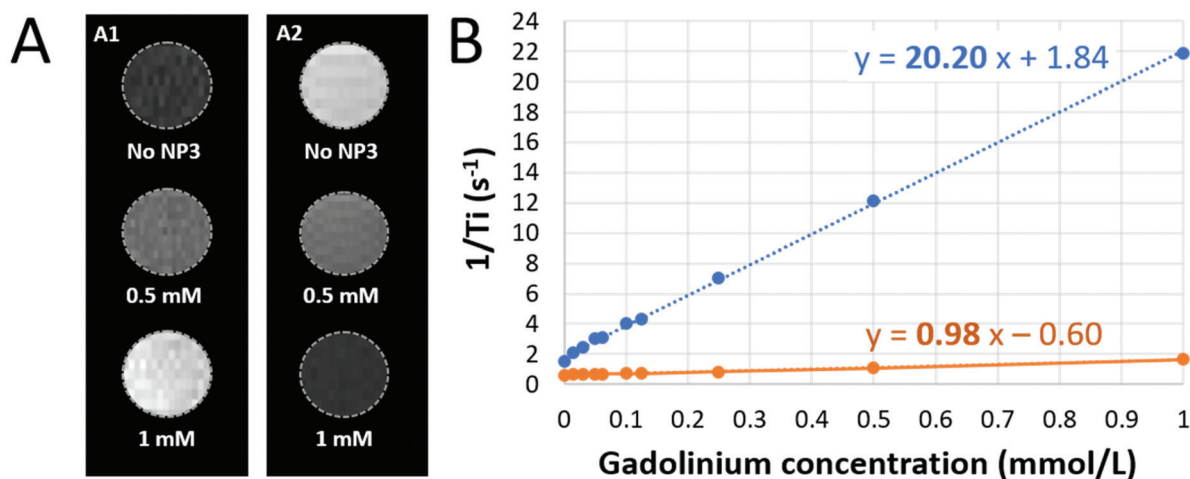 A
A1
No NP3
0.5 mM
1 mM
A2
No NP3
0.5 mM
1 mM
B
24
22
20
18
16
14
12
10
8
6
4
2
0
1/Ti (s⁻¹)
y = 20.20 x + 1.84
y = 0.98 x – 0.60
0 0.1 0.2 0.3 0.4 0.5 0.6 0.7 0.8 0.9 1
Gadolinium concentration (mmol/L)